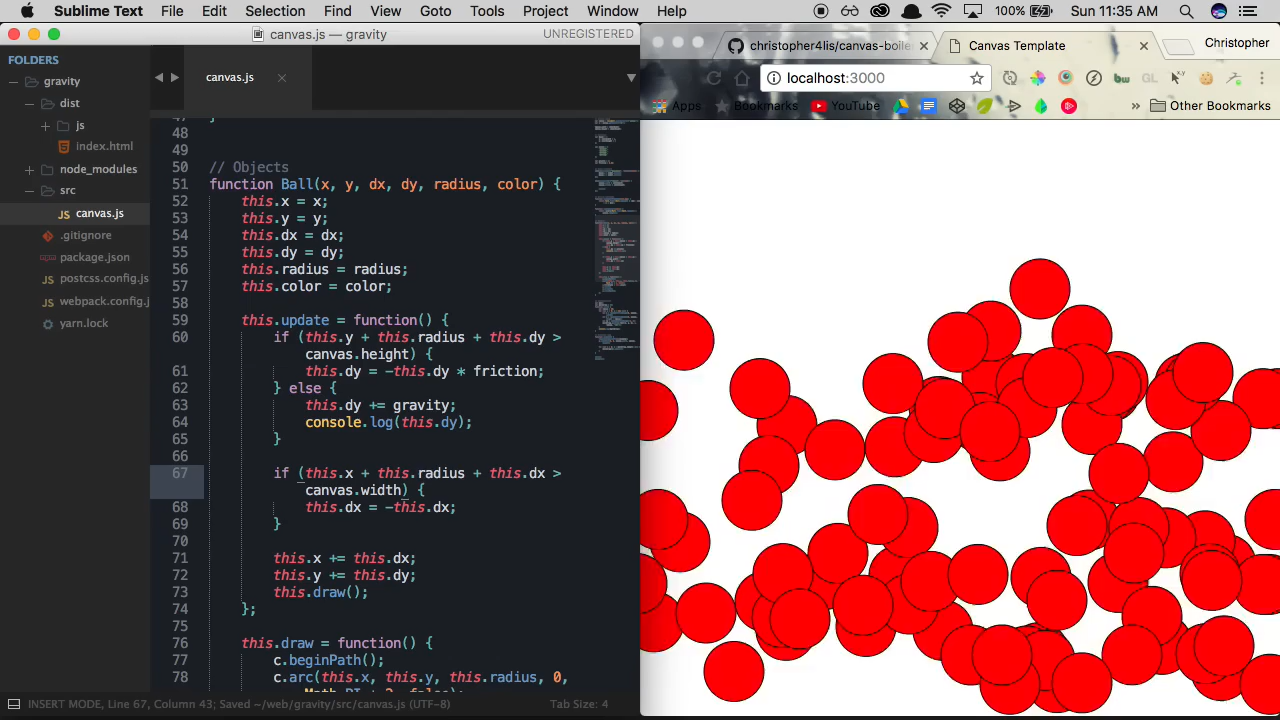 Sublime Text File Edit Selection Find View Goto Tools Project Window Help 100% Sun 11:35 AM
canvas.js — gravity UNREGISTERED
christopher4lis/canvas-boile Canvas Template Christopher
localhost:3000
Apps Bookmarks YouTube » Other Bookmarks
FOLDERS
gravity
dist
js
index.html
node_modules
src
canvas.js
.gitignore
package.json
postcss.config.js
webpack.config.js
yarn.lock
canvas.js
47 }
48
49
50 // Objects
51 function Ball(x, y, dx, dy, radius, color) {
52 this.x = x;
53 this.y = y;
54 this.dx = dx;
55 this.dy = dy;
56 this.radius = radius;
57 this.color = color;
58
59 this.update = function() {
60 if (this.y + this.radius + this.dy >
canvas.height) {
61 this.dy = -this.dy * friction;
62 } else {
63 this.dy += gravity;
64 console.log(this.dy);
65 }
66
67 if (this.x + this.radius + this.dx >
canvas.width) {
68 this.dx = -this.dx;
69 }
70
71 this.x += this.dx;
72 this.y += this.dy;
73 this.draw();
74 };
75
76 this.draw = function() {
77 c.beginPath();
78 c.arc(this.x, this.y, this.radius, 0,
Math.PI * 2, false);
INSERT MODE, Line 67, Column 43; Saved ~/web/gravity/src/canvas.js (UTF-8) Tab Size: 4